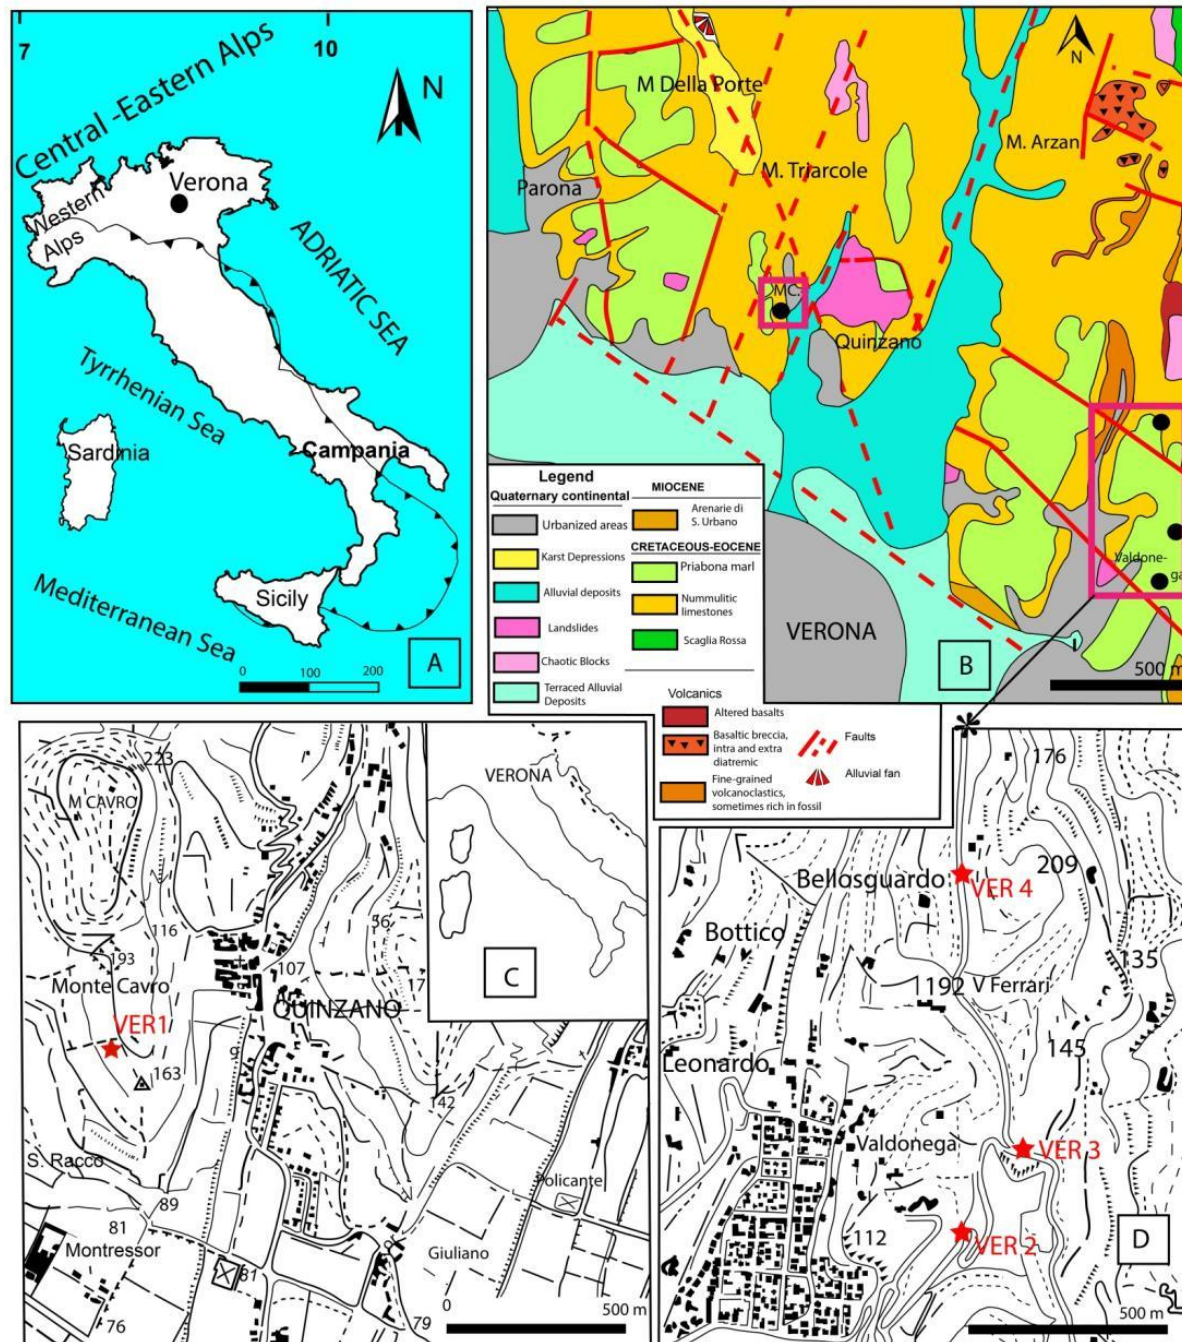 7
10
Central -Eastern Alps
N
Verona
Western
Alps
ADRIATIC SEA
Tyrrhenian Sea
Sardinia
Campania
Mediterranean Sea
Sicily
A
0 100 200
N
M Della Porte
M. Arzan
M. Triarcole
Parona
MC.
Quinzano
Valdone-
ga
VERONA
B
500 m
Legend
Quaternary continental
Urbanized areas
Karst Depressions
Alluvial deposits
Landslides
Chaotic Blocks
Terraced Alluvial
Deposits
MIOCENE
Arenarie di
S. Urbano
CRETACEOUS-EOCENE
Priabona marl
Nummulitic
limestones
Scaglia Rossa
Volcanics
Altered basalts
Basaltic breccia,
intra and extra
diatremic
Fine-grained
volcanoclastics,
sometimes rich in fossil
Faults
Alluvial fan
223
M CAVRO
116
193
Monte Cavro
VER1
163
107
QUINZANO
56
17
9
42
S. Racco
89
81
Montressor
81
76
79
Policante
Giuliano
0 500 m
VERONA
C
176
Bellosguardo
209
VER 4
Bottico
135
1192
V Ferrari
145
Leonardo
Valdonega
VER 3
112
VER 2
D
500 m